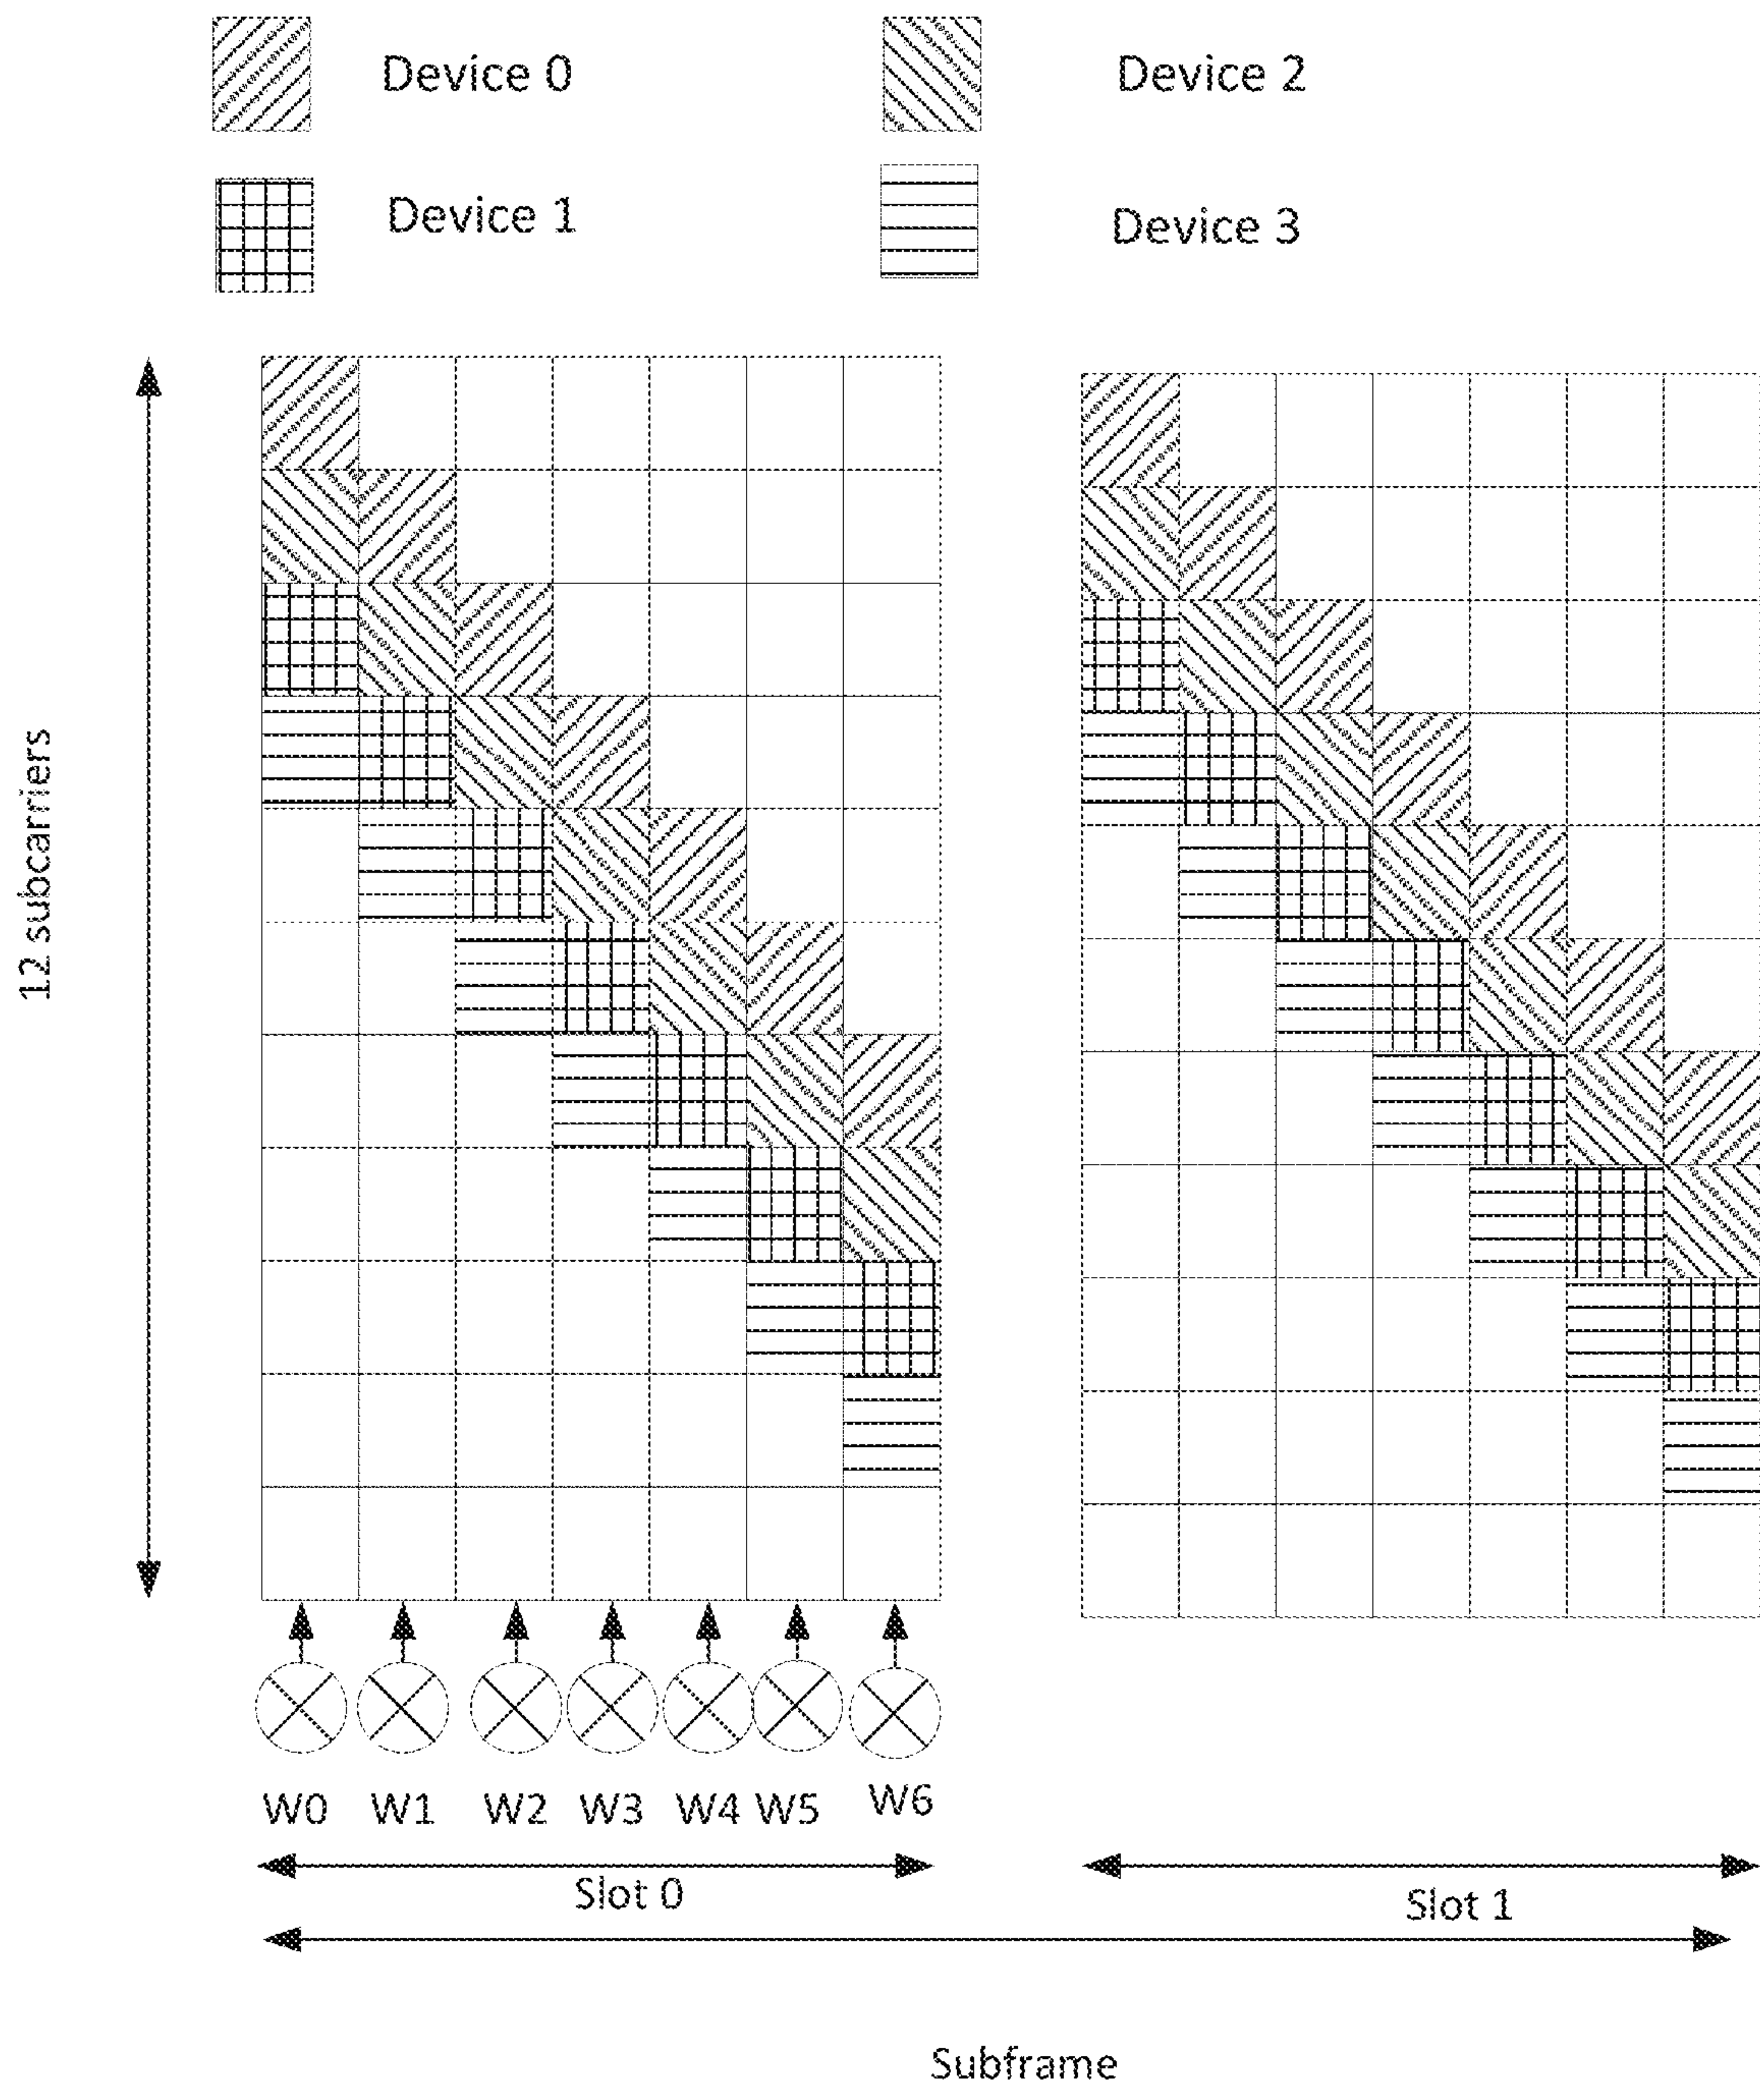 Device 0
Device 2
Device 1
Device 3
12 subcarriers
W0 W1 W2 W3 W4 W5 W6
Slot 0
Slot 1
Subframe